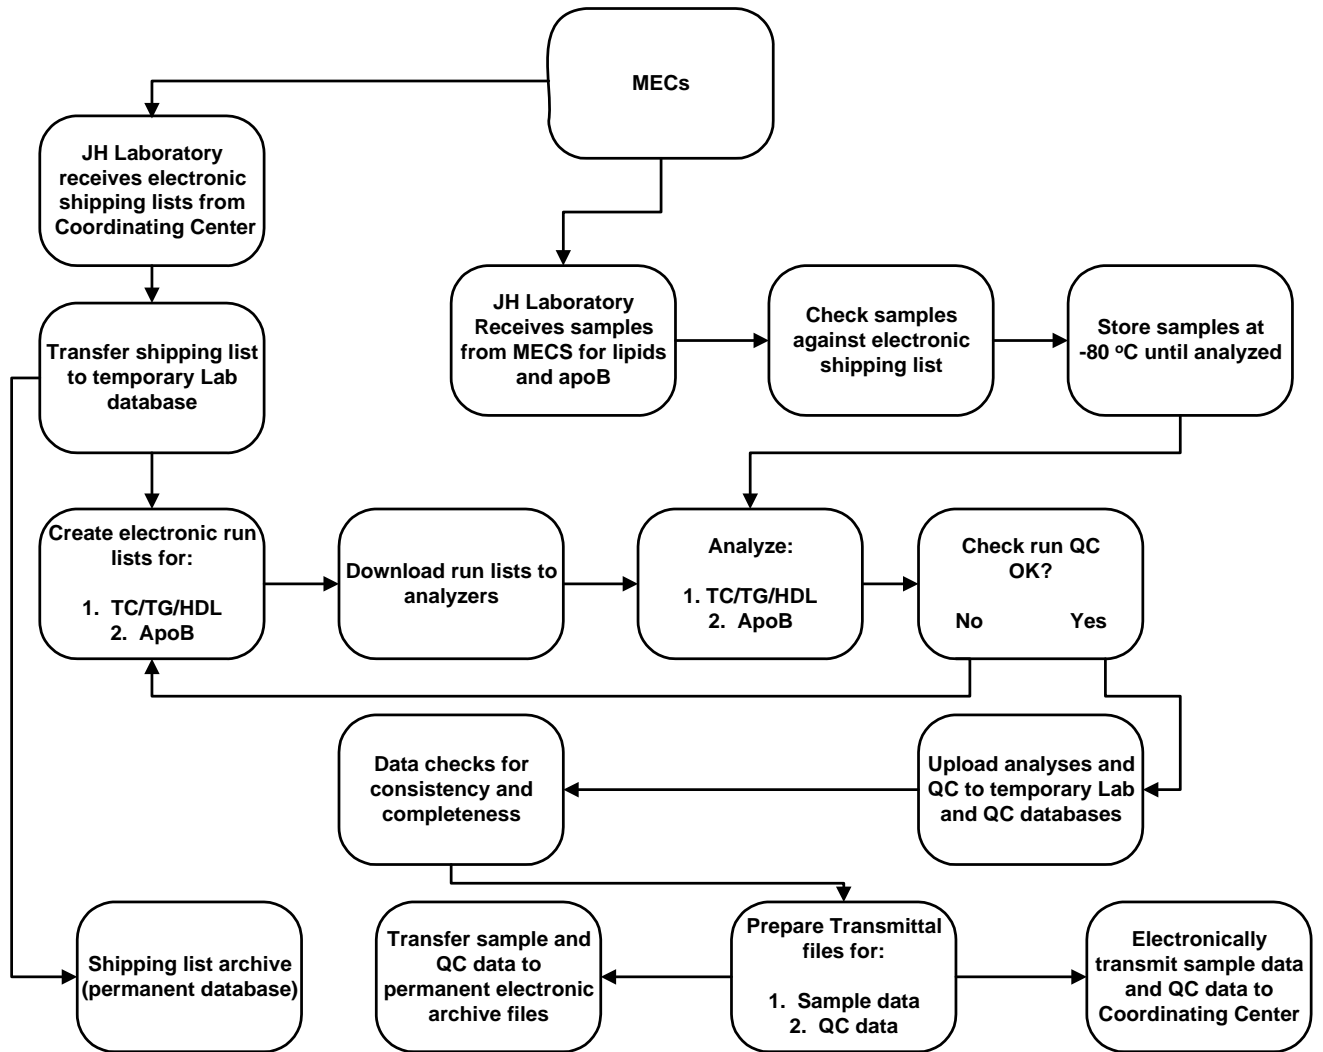 MECs
JH Laboratory
receives electronic
shipping lists from
Coordinating Center
JH Laboratory
Receives samples
from MECS for lipids
and apoB
Check samples
against electronic
shipping list
Store samples at
-80 ºC until analyzed
Transfer shipping list
to temporary Lab
database
Create electronic run
lists for:
1. TC/TG/HDL
2. ApoB
Download run lists to
analyzers
Analyze:
1. TC/TG/HDL
2. ApoB
Check run QC
OK?
No Yes
Data checks for
consistency and
completeness
Upload analyses and
QC to temporary Lab
and QC databases
Shipping list archive
(permanent database)
Transfer sample and
QC data to
permanent electronic
archive files
Prepare Transmittal
files for:
1. Sample data
2. QC data
Electronically
transmit sample data
and QC data to
Coordinating Center